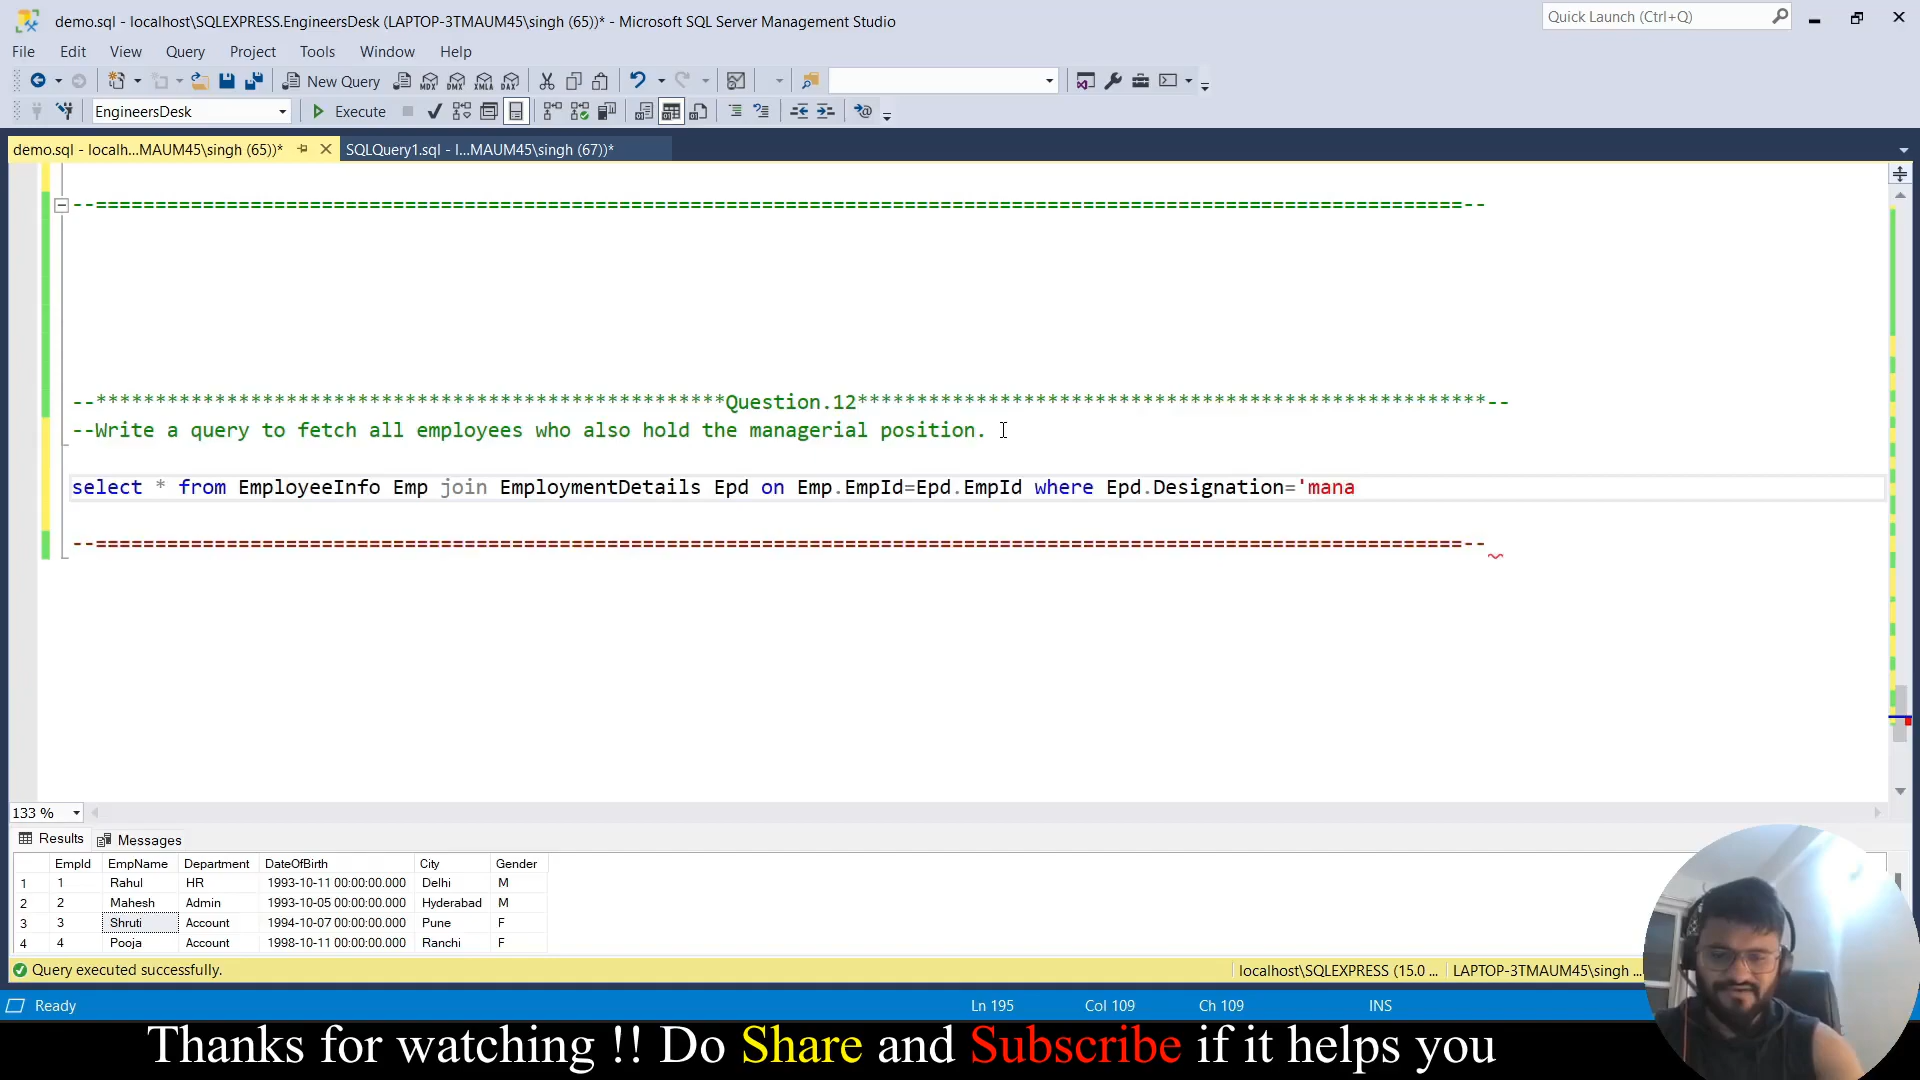 demo.sql - localhost\SQLEXPRESS.EngineersDesk (LAPTOP-3TMAUM45\singh (65))* - Microsoft SQL Server Management Studio
Quick Launch (Ctrl+Q)
File Edit View Query Project Tools Window Help
New Query MDX DMX XMLA DAX
EngineersDesk Execute
demo.sql - localh...MAUM45\singh (65))* SQLQuery1.sql - l...MAUM45\singh (67))*
--===================================================================================================================--
--*****************************************************Question.12*****************************************************--
--Write a query to fetch all employees who also hold the managerial position.
select * from EmployeeInfo Emp join EmploymentDetails Epd on Emp.EmpId=Epd.EmpId where Epd.Designation='mana
--===================================================================================================================--
133 %
Results Messages
EmpId EmpName Department DateOfBirth City Gender
1 1 Rahul HR 1993-10-11 00:00:00.000 Delhi M
2 2 Mahesh Admin 1993-10-05 00:00:00.000 Hyderabad M
3 3 Shruti Account 1994-10-07 00:00:00.000 Pune F
4 4 Pooja Account 1998-10-11 00:00:00.000 Ranchi F
Query executed successfully. localhost\SQLEXPRESS (15.0 ... LAPTOP-3TMAUM45\singh ...
Ready Ln 195 Col 109 Ch 109 INS
Thanks for watching !! Do Share and Subscribe if it helps you